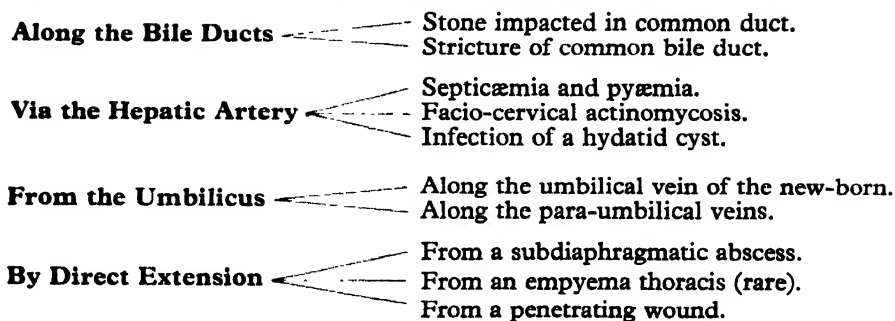 Along the Bile Ducts
Stone impacted in common duct.
Stricture of common bile duct.
Via the Hepatic Artery
Septicæmia and pyæmia.
Facio-cervical actinomycosis.
Infection of a hydatid cyst.
From the Umbilicus
Along the umbilical vein of the new-born.
Along the para-umbilical veins.
By Direct Extension
From a subdiaphragmatic abscess.
From an empyema thoracis (rare).
From a penetrating wound.